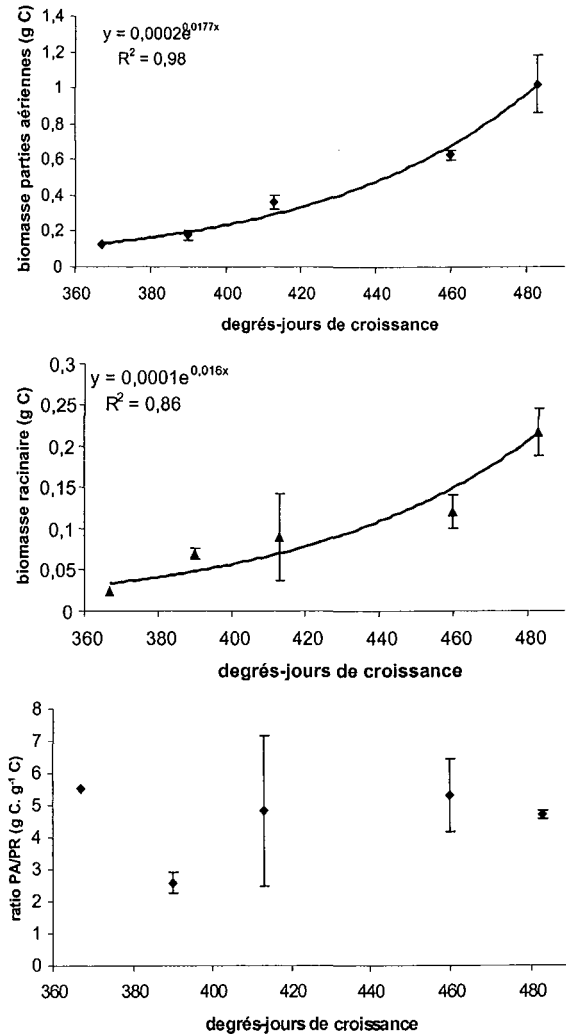 y = 0,0002e^0,0177x
R² = 0,98
biomasse parties aériennes (g C)
1,4
1,2
1
0,8
0,6
0,4
0,2
0
360 380 400 420 440 460 480
degrés-jours de croissance
y = 0,0001e^0,016x
R² = 0,86
biomasse racinaire (g C)
0,3
0,25
0,2
0,15
0,1
0,05
0
360 380 400 420 440 460 480
degrés-jours de croissance
ratio PA/PR (g C. g⁻¹ C)
8
7
6
5
4
3
2
1
0
360 380 400 420 440 460 480
degrés-jours de croissance